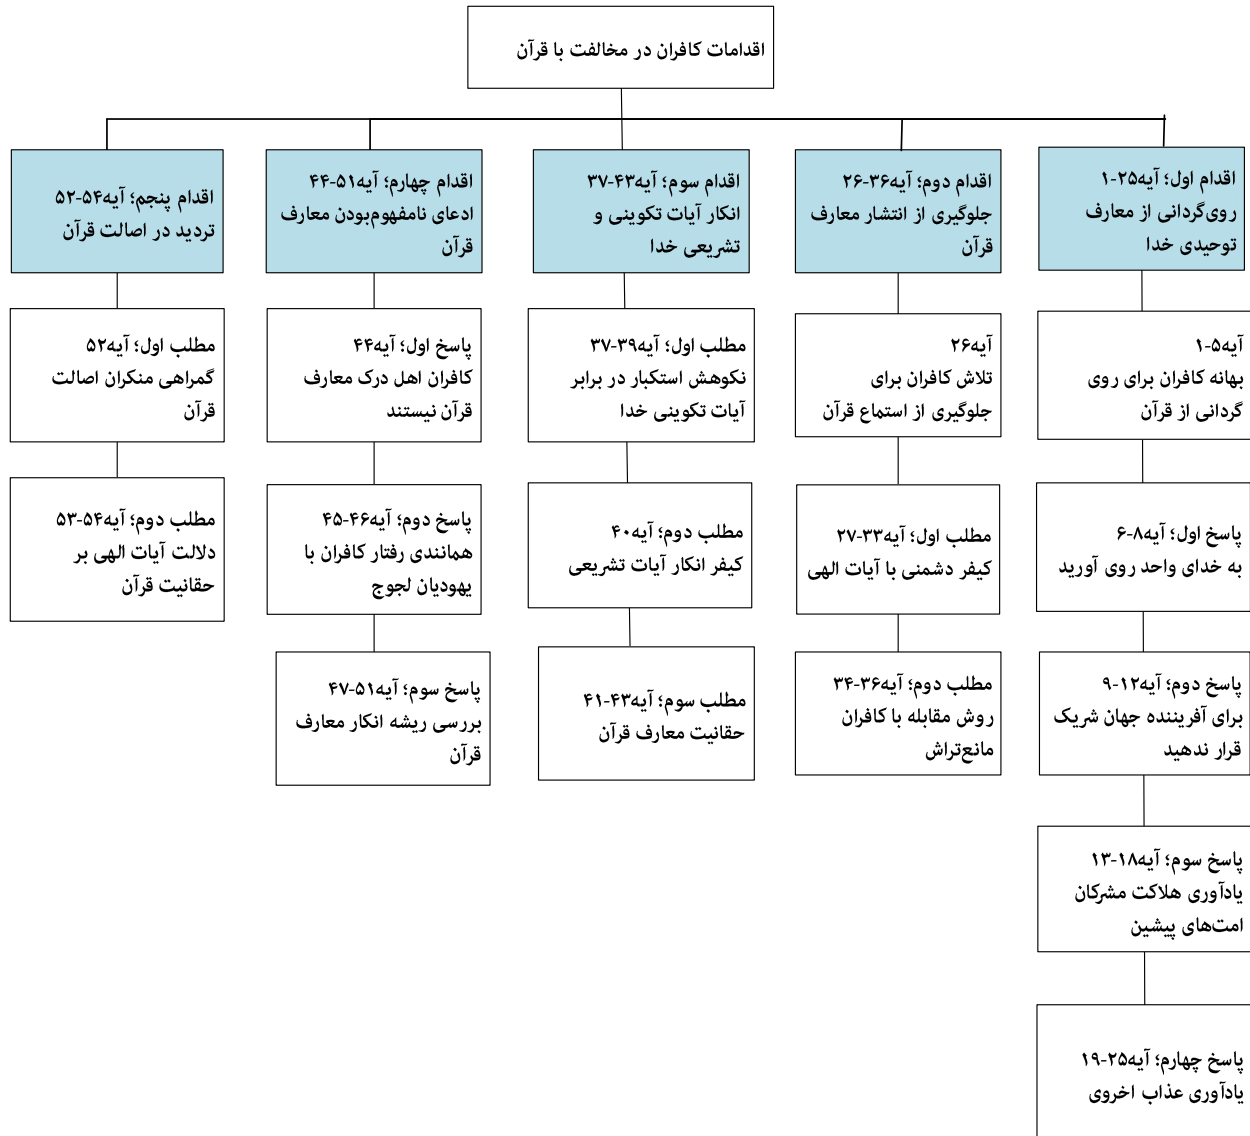 اقدامات کافران در مخالفت با قرآن
اقدام اول؛ آیه۲۵-۱
روی‌گردانی از معارف
توحیدی خدا
آیه۵-۱
بهانه کافران برای روی
گردانی از قرآن
پاسخ اول؛ آیه۸-۶
به خدای واحد روی آورید
پاسخ دوم؛ آیه۱۲-۹
برای آفریننده جهان شریک
قرار ندهید
پاسخ سوم؛ آیه۱۸-۱۳
یادآوری هلاکت مشرکان
امت‌های پیشین
پاسخ چهارم؛ آیه۲۵-۱۹
یادآوری عذاب اخروی
اقدام دوم؛ آیه۳۶-۲۶
جلوگیری از انتشار معارف
قرآن
آیه۲۶
تلاش کافران برای
جلوگیری از استماع قرآن
مطلب اول؛ آیه۳۳-۲۷
کیفر دشمنی با آیات الهی
مطلب دوم؛ آیه۳۶-۳۴
روش مقابله با کافران
مانع‌تراش
اقدام سوم؛ آیه۴۳-۳۷
انکار آیات تکوینی و
تشریعی خدا
مطلب اول؛ آیه۳۹-۳۷
نکوهش استکبار در برابر
آیات تکوینی خدا
مطلب دوم؛ آیه۴۰
کیفر انکار آیات تشریعی
مطلب سوم؛ آیه۴۳-۴۱
حقانیت معارف قرآن
اقدام چهارم؛ آیه۵۱-۴۴
ادعای نامفهوم‌بودن معارف
قرآن
پاسخ اول؛ آیه۴۴
کافران اهل درک معارف
قرآن نیستند
پاسخ دوم؛ آیه۴۶-۴۵
همانندی رفتار کافران با
یهودیان لجوج
پاسخ سوم؛ آیه۵۱-۴۷
بررسی ریشه انکار معارف
قرآن
اقدام پنجم؛ آیه۵۴-۵۲
تردید در اصالت قرآن
مطلب اول؛ آیه۵۲
گمراهی منکران اصالت
قرآن
مطلب دوم؛ آیه۵۴-۵۳
دلالت آیات الهی بر
حقانیت قرآن